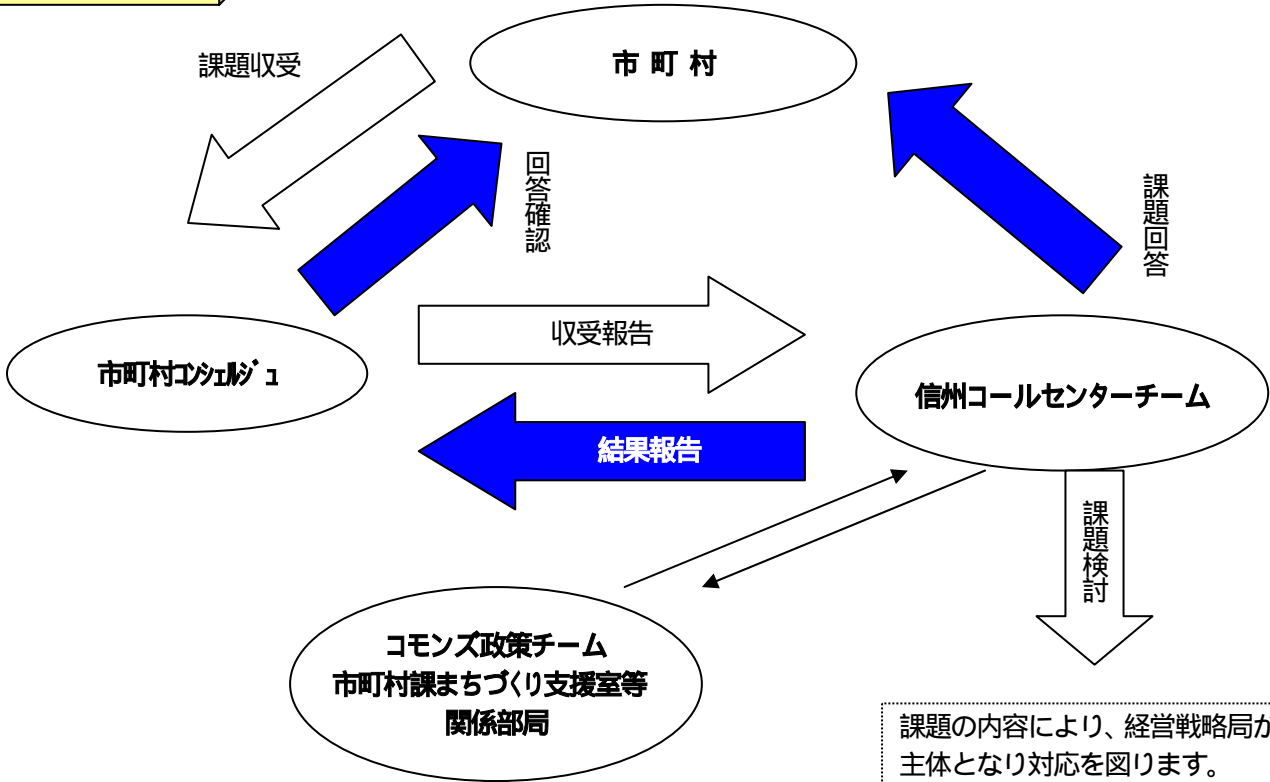 課題収受
市 町 村
回答確認
課題回答
収受報告
市町村ｺﾝｼｪﾙｼﾞｭ
信州コールセンターチーム
結果報告
課題検討
コモンズ政策チーム
市町村課まちづくり支援室等
関係部局
課題の内容により、経営戦略局が
主体となり対応を図ります。